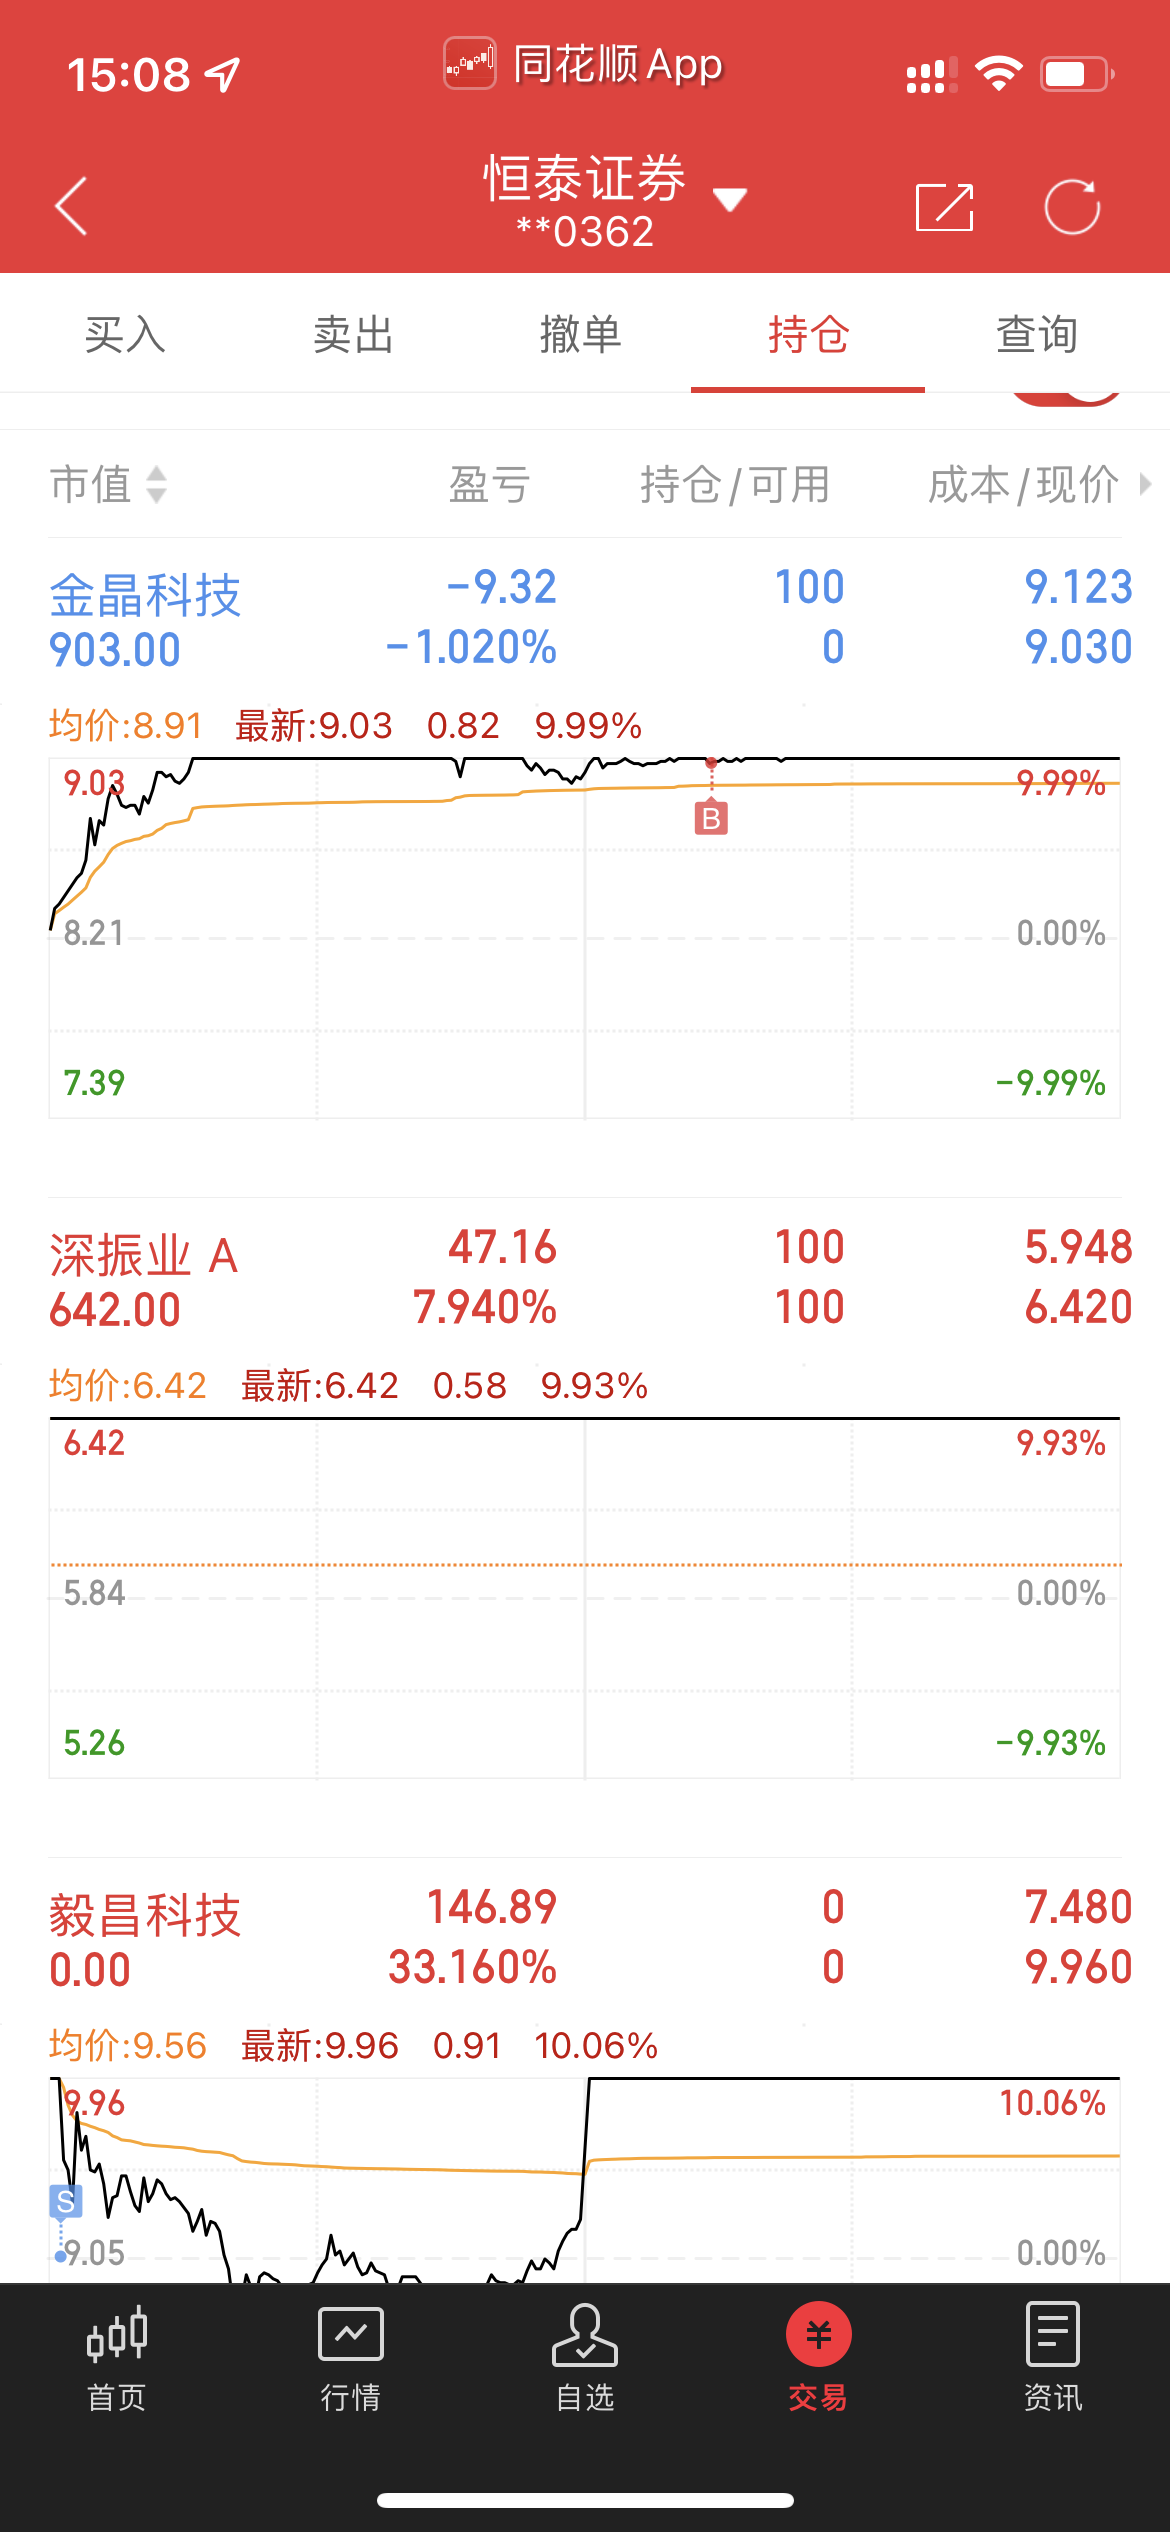 15:08
同花顺 App
恒泰证券
**0362
买入 卖出 撤单 持仓 查询
市值 盈亏 持仓/可用 成本/现价
金晶科技 -9.32 100 9.123
903.00 -1.020% 0 9.030
均价:8.91 最新:9.03 0.82 9.99%
9.03 9.99%
B
8.21 0.00%
7.39 -9.99%
深振业 A 47.16 100 5.948
642.00 7.940% 100 6.420
均价:6.42 最新:6.42 0.58 9.93%
6.42 9.93%
5.84 0.00%
5.26 -9.93%
毅昌科技 146.89 0 7.480
0.00 33.160% 0 9.960
均价:9.56 最新:9.96 0.91 10.06%
9.96 10.06%
S
9.05 0.00%
首页 行情 自选 交易 资讯